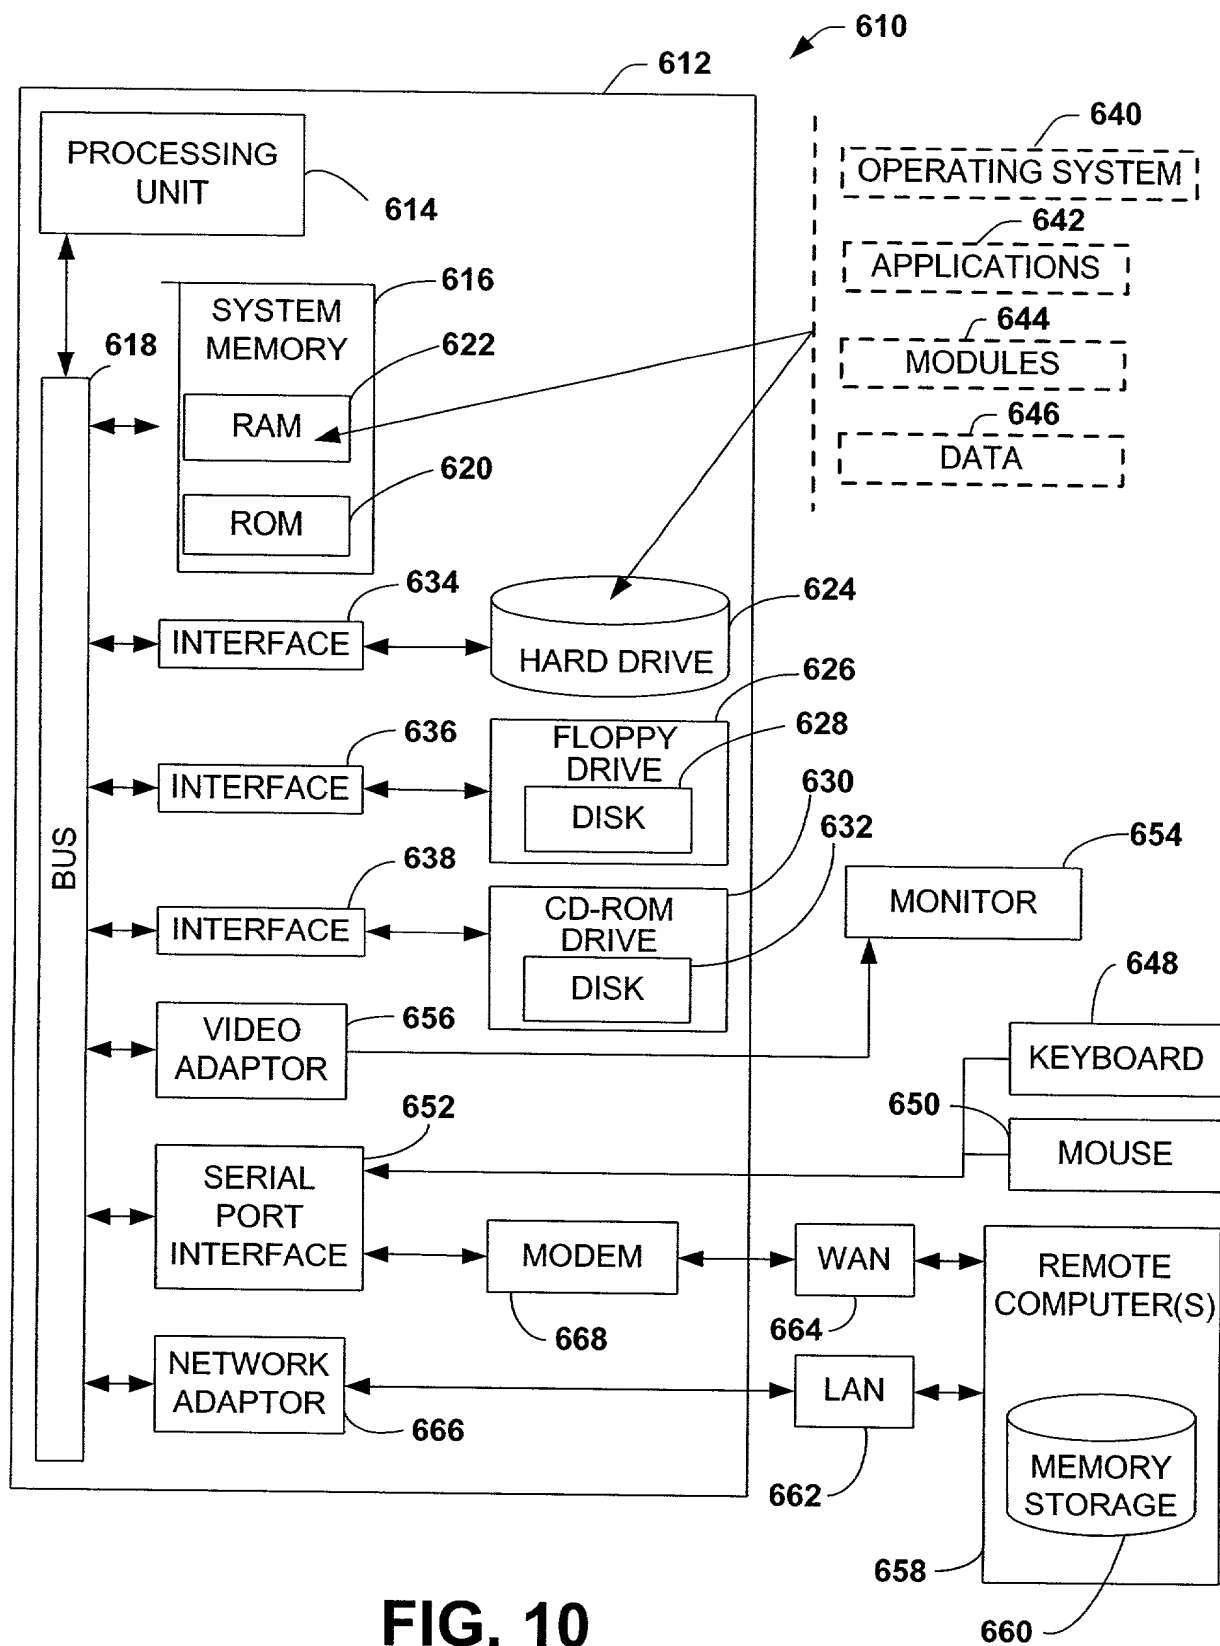 610
612
PROCESSING
UNIT
614
640
OPERATING SYSTEM
642
APPLICATIONS
644
MODULES
646
DATA
616
SYSTEM
MEMORY
618
622
RAM
620
ROM
634
INTERFACE
624
HARD DRIVE
626
636
INTERFACE
FLOPPY
DRIVE
628
DISK
630
632
638
INTERFACE
CD-ROM
DRIVE
DISK
BUS
654
MONITOR
648
KEYBOARD
650
MOUSE
656
VIDEO
ADAPTOR
652
SERIAL
PORT
INTERFACE
MODEM
668
WAN
664
REMOTE
COMPUTER(S)
NETWORK
ADAPTOR
666
LAN
662
MEMORY
STORAGE
658
660
FIG. 10